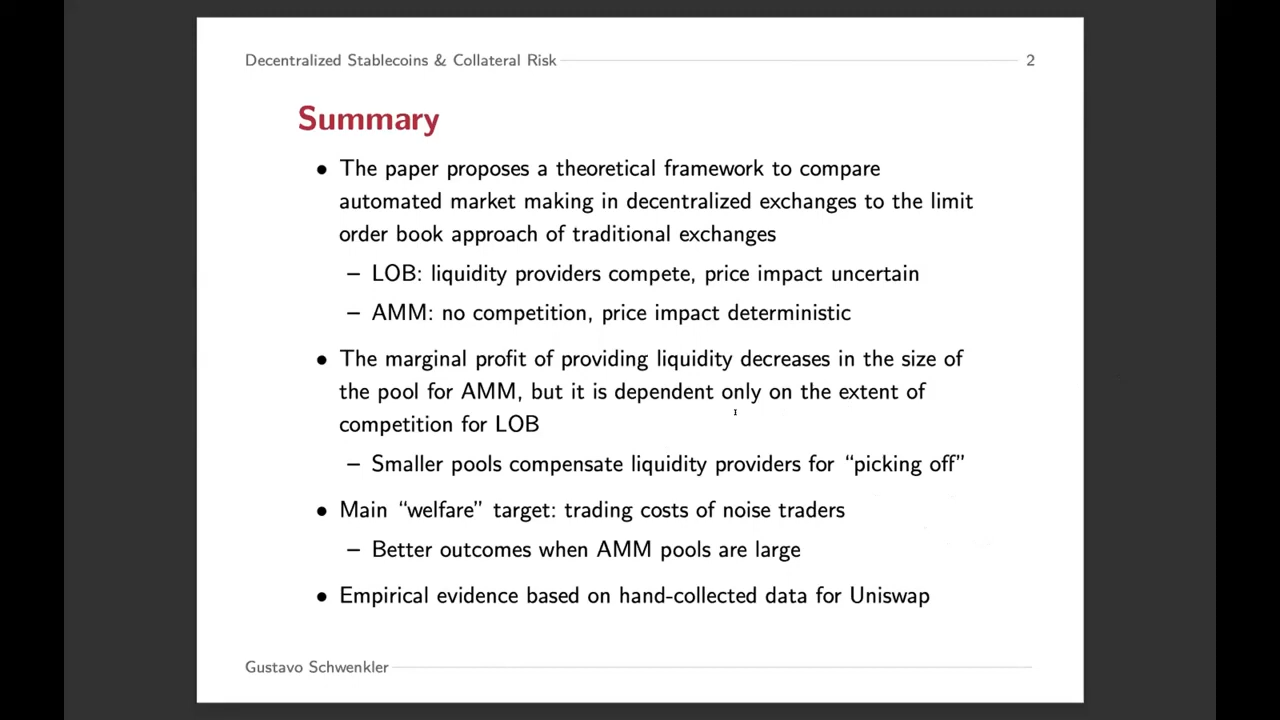 Decentralized Stablecoins & Collateral Risk 2
Summary
• The paper proposes a theoretical framework to compare
automated market making in decentralized exchanges to the limit
order book approach of traditional exchanges
– LOB: liquidity providers compete, price impact uncertain
– AMM: no competition, price impact deterministic
• The marginal profit of providing liquidity decreases in the size of
the pool for AMM, but it is dependent only on the extent of
competition for LOB
– Smaller pools compensate liquidity providers for “picking off”
• Main “welfare” target: trading costs of noise traders
– Better outcomes when AMM pools are large
• Empirical evidence based on hand-collected data for Uniswap
Gustavo Schwenkler